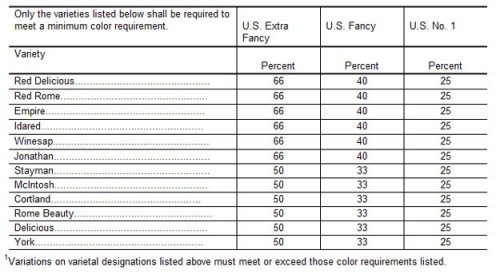 Only the varieties listed below shall be required to meet a minimum color requirement. U.S. Extra Fancy U.S. Fancy U.S. No. 1
Variety Percent Percent Percent
Red Delicious................................................ 66 40 25
Red Rome..................................................... 66 40 25
Empire........................................................... 66 40 25
Idared............................................................ 66 40 25
Winesap........................................................ 66 40 25
Jonathan....................................................... 66 40 25
Stayman........................................................ 50 33 25
McIntosh....................................................... 50 33 25
Cortland........................................................ 50 33 25
Rome Beauty................................................ 50 33 25
Delicious....................................................... 50 33 25
York............................................................... 50 33 25
1Variations on varietal designations listed above must meet or exceed those color requirements listed.